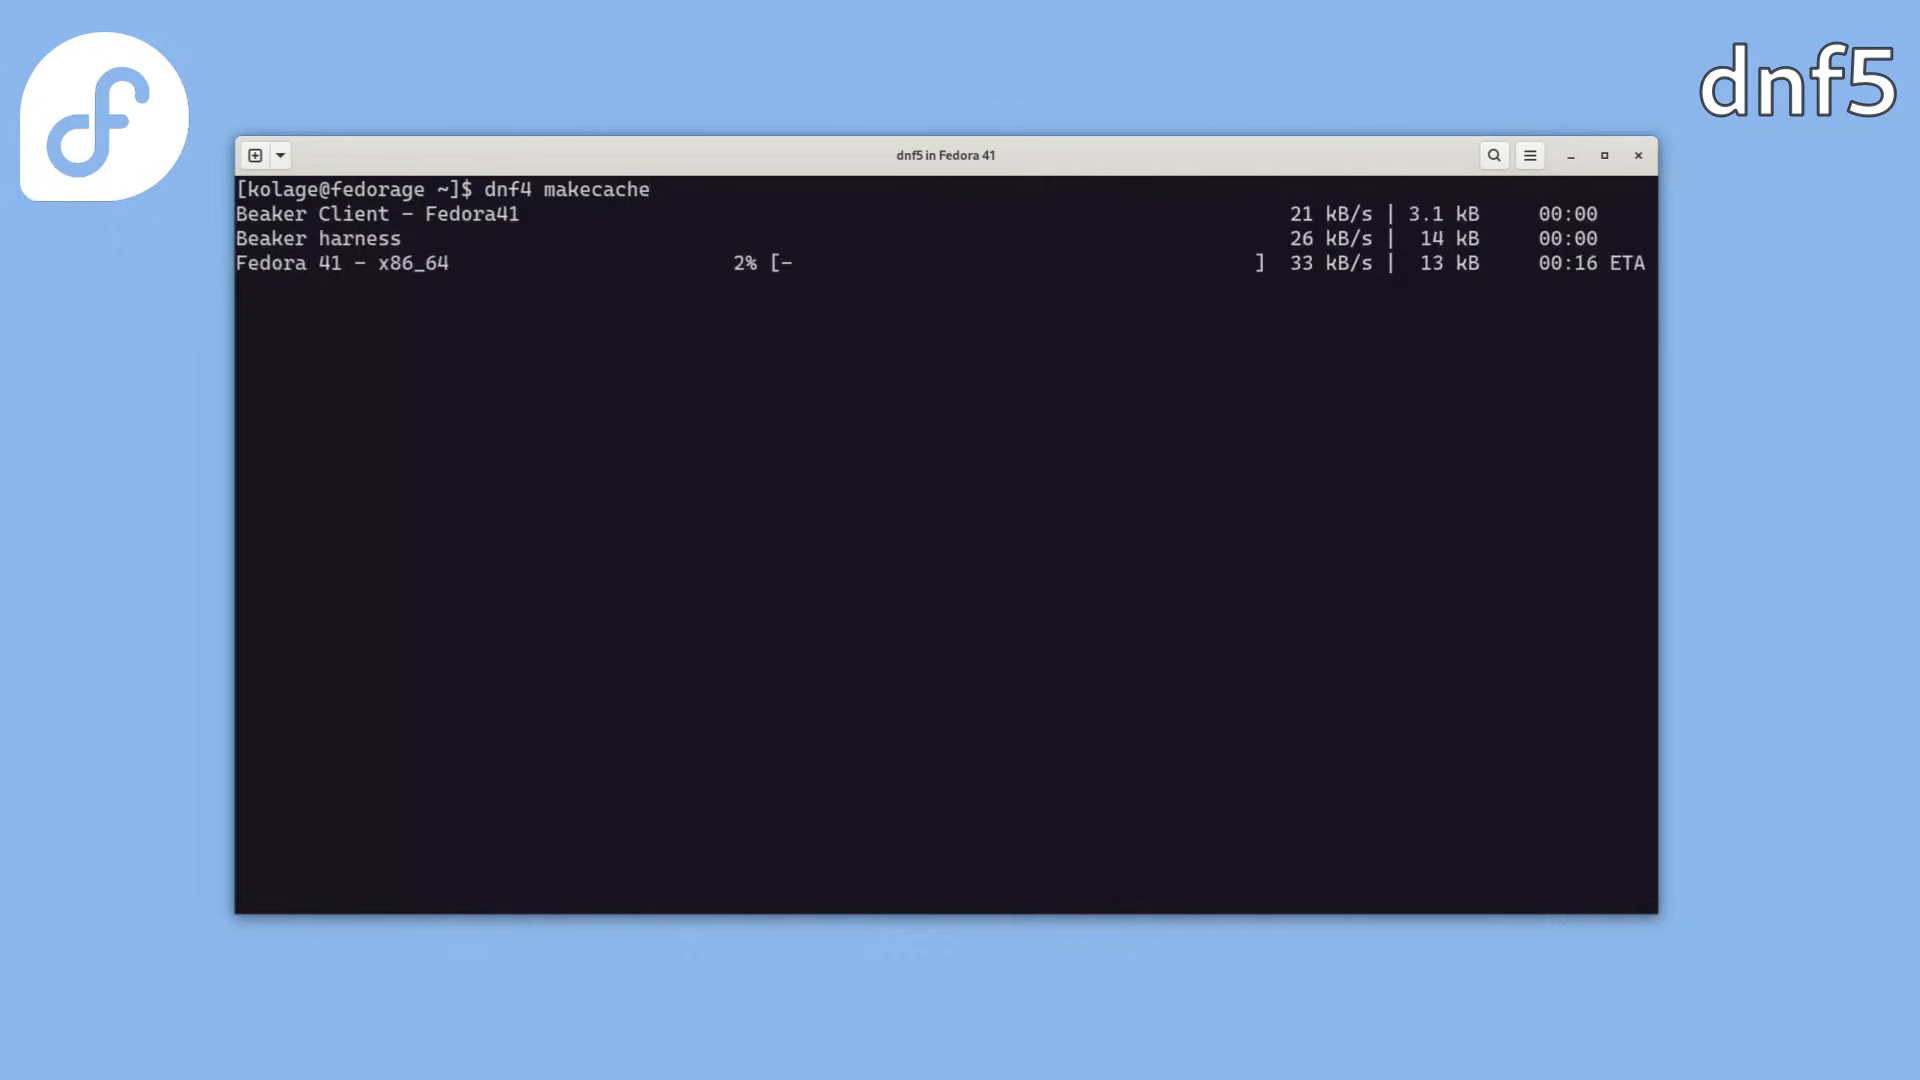 dnf5
dnf5 in Fedora 41
[kolage@fedorage ~]$ dnf4 makecache
Beaker Client - Fedora41 21 kB/s | 3.1 kB 00:00
Beaker harness 26 kB/s | 14 kB 00:00
Fedora 41 - x86_64 2% [- ] 33 kB/s | 13 kB 00:16 ETA